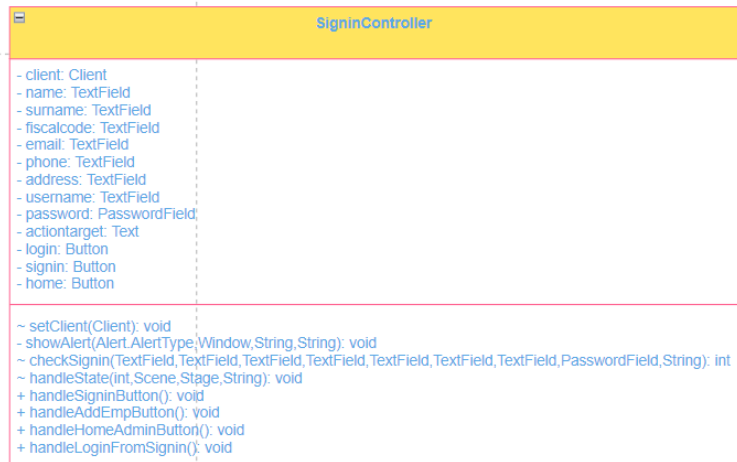 SigninController
- client: Client
- name: TextField
- surname: TextField
- fiscalcode: TextField
- email: TextField
- phone: TextField
- address: TextField
- username: TextField
- password: PasswordField
- actiontarget: Text
- login: Button
- signin: Button
- home: Button
~ setClient(Client): void
- showAlert(Alert.AlertType,Window,String,String): void
~ checkSignin(TextField,TextField,TextField,TextField,TextField,TextField,TextField,PasswordField,String): int
~ handleState(int,Scene,Stage,String): void
+ handleSigninButton(): void
+ handleAddEmpButton(): void
+ handleHomeAdminButton(): void
+ handleLoginFromSignin(): void